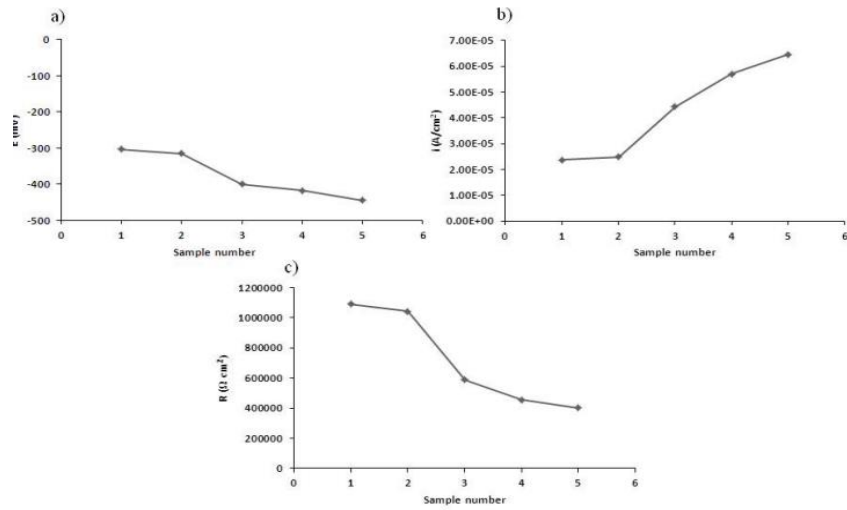 a)
0
-100
-200
-300
-400
-500
E (mv)
0 1 2 3 4 5 6
Sample number
b)
7.00E-05
6.00E-05
5.00E-05
4.00E-05
3.00E-05
2.00E-05
1.00E-05
0.00E+00
i (A/cm²)
0 1 2 3 4 5 6
Sample number
c)
1200000
1000000
800000
600000
400000
200000
0
R (Ω cm²)
0 1 2 3 4 5 6
Sample number